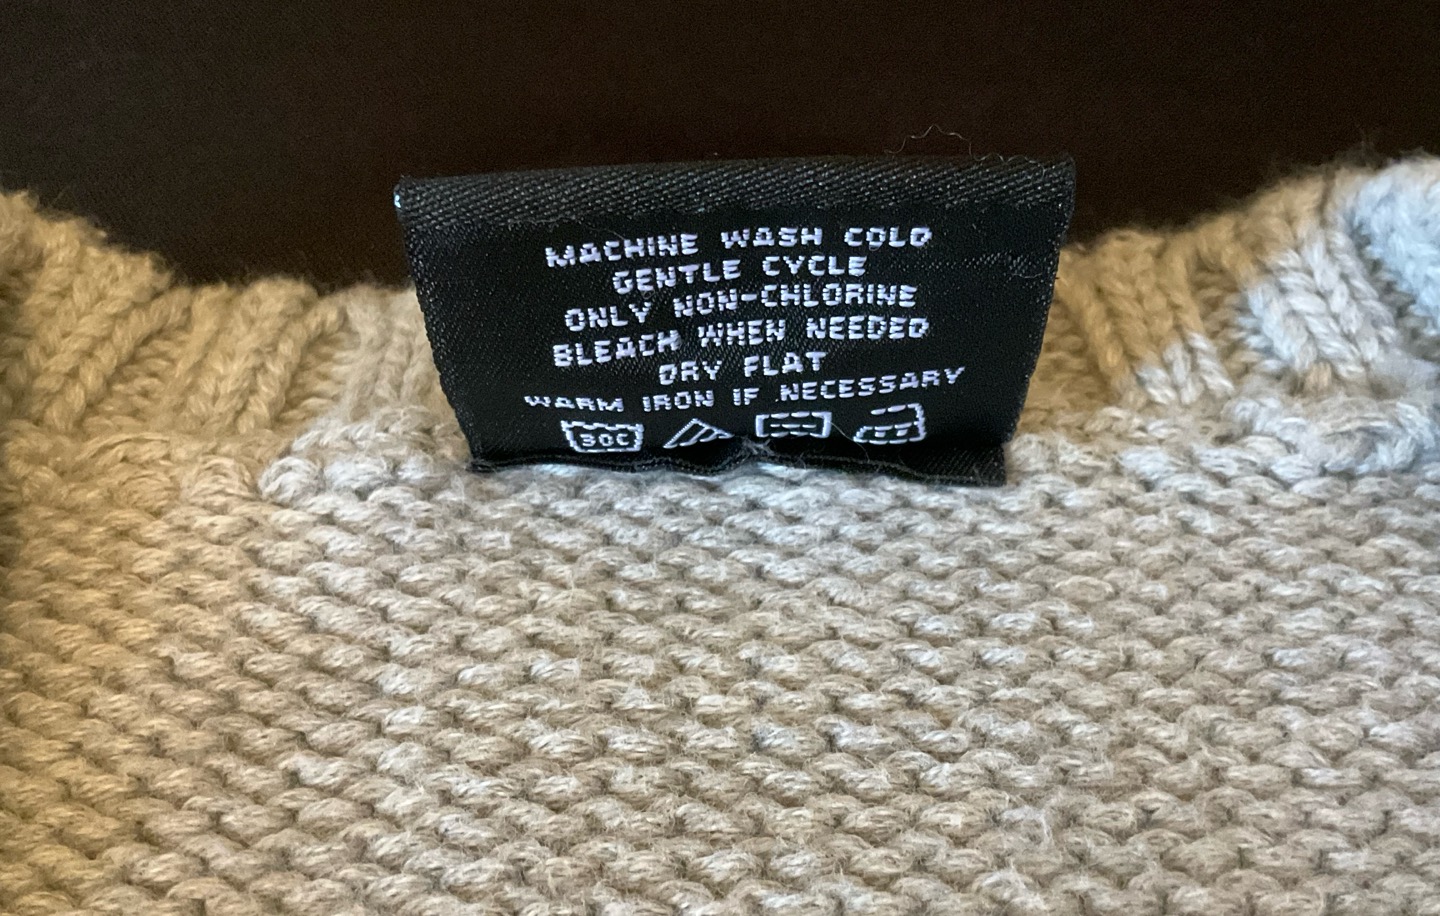 MACHINE WASH COLD
GENTLE CYCLE
ONLY NON-CHLORINE
BLEACH WHEN NEEDED
DRY FLAT
WARM IRON IF NECESSARY
30C